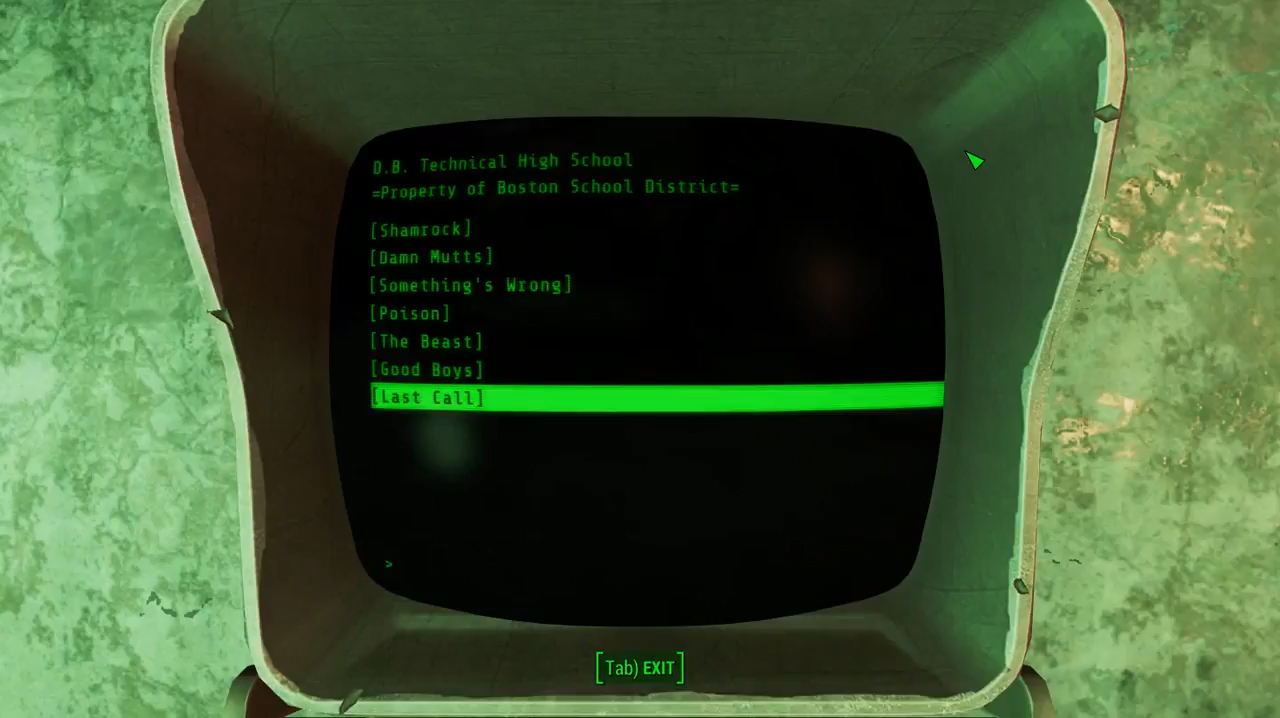 D.B. Technical High School
=Property of Boston School District=
[Shamrock]
[Damn Mutts]
[Something's Wrong]
[Poison]
[The Beast]
[Good Boys]
[Last Call]
>
[Tab) EXIT]